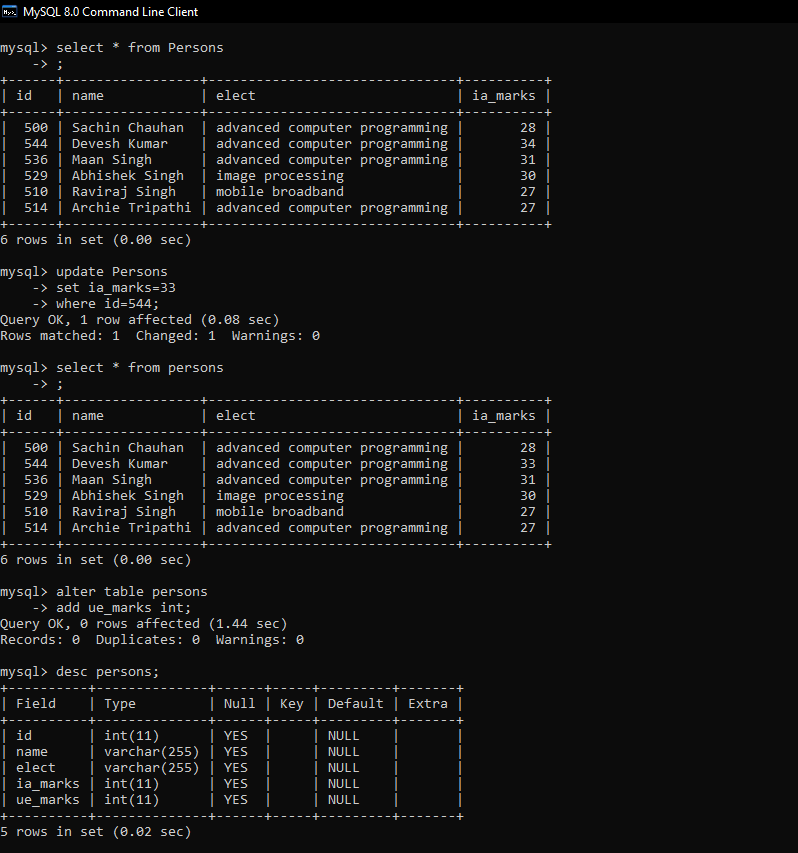 MySQL 8.0 Command Line Client
mysql> select * from Persons
    -> ;
+------+-----------------+-------------------------------+----------+
| id   | name            | elect                         | ia_marks |
+------+-----------------+-------------------------------+----------+
|  500 | Sachin Chauhan  | advanced computer programming |       28 |
|  544 | Devesh Kumar    | advanced computer programming |       34 |
|  536 | Maan Singh      | advanced computer programming |       31 |
|  529 | Abhishek Singh  | image processing              |       30 |
|  510 | Raviraj Singh   | mobile broadband              |       27 |
|  514 | Archie Tripathi | advanced computer programming |       27 |
+------+-----------------+-------------------------------+----------+
6 rows in set (0.00 sec)
mysql> update Persons
    -> set ia_marks=33
    -> where id=544;
Query OK, 1 row affected (0.08 sec)
Rows matched: 1  Changed: 1  Warnings: 0
mysql> select * from persons
    -> ;
+------+-----------------+-------------------------------+----------+
| id   | name            | elect                         | ia_marks |
+------+-----------------+-------------------------------+----------+
|  500 | Sachin Chauhan  | advanced computer programming |       28 |
|  544 | Devesh Kumar    | advanced computer programming |       33 |
|  536 | Maan Singh      | advanced computer programming |       31 |
|  529 | Abhishek Singh  | image processing              |       30 |
|  510 | Raviraj Singh   | mobile broadband              |       27 |
|  514 | Archie Tripathi | advanced computer programming |       27 |
+------+-----------------+-------------------------------+----------+
6 rows in set (0.00 sec)
mysql> alter table persons
    -> add ue_marks int;
Query OK, 0 rows affected (1.44 sec)
Records: 0  Duplicates: 0  Warnings: 0
mysql> desc persons;
+----------+--------------+------+-----+---------+-------+
| Field    | Type         | Null | Key | Default | Extra |
+----------+--------------+------+-----+---------+-------+
| id       | int(11)      | YES  |     | NULL    |       |
| name     | varchar(255) | YES  |     | NULL    |       |
| elect    | varchar(255) | YES  |     | NULL    |       |
| ia_marks | int(11)      | YES  |     | NULL    |       |
| ue_marks | int(11)      | YES  |     | NULL    |       |
+----------+--------------+------+-----+---------+-------+
5 rows in set (0.02 sec)